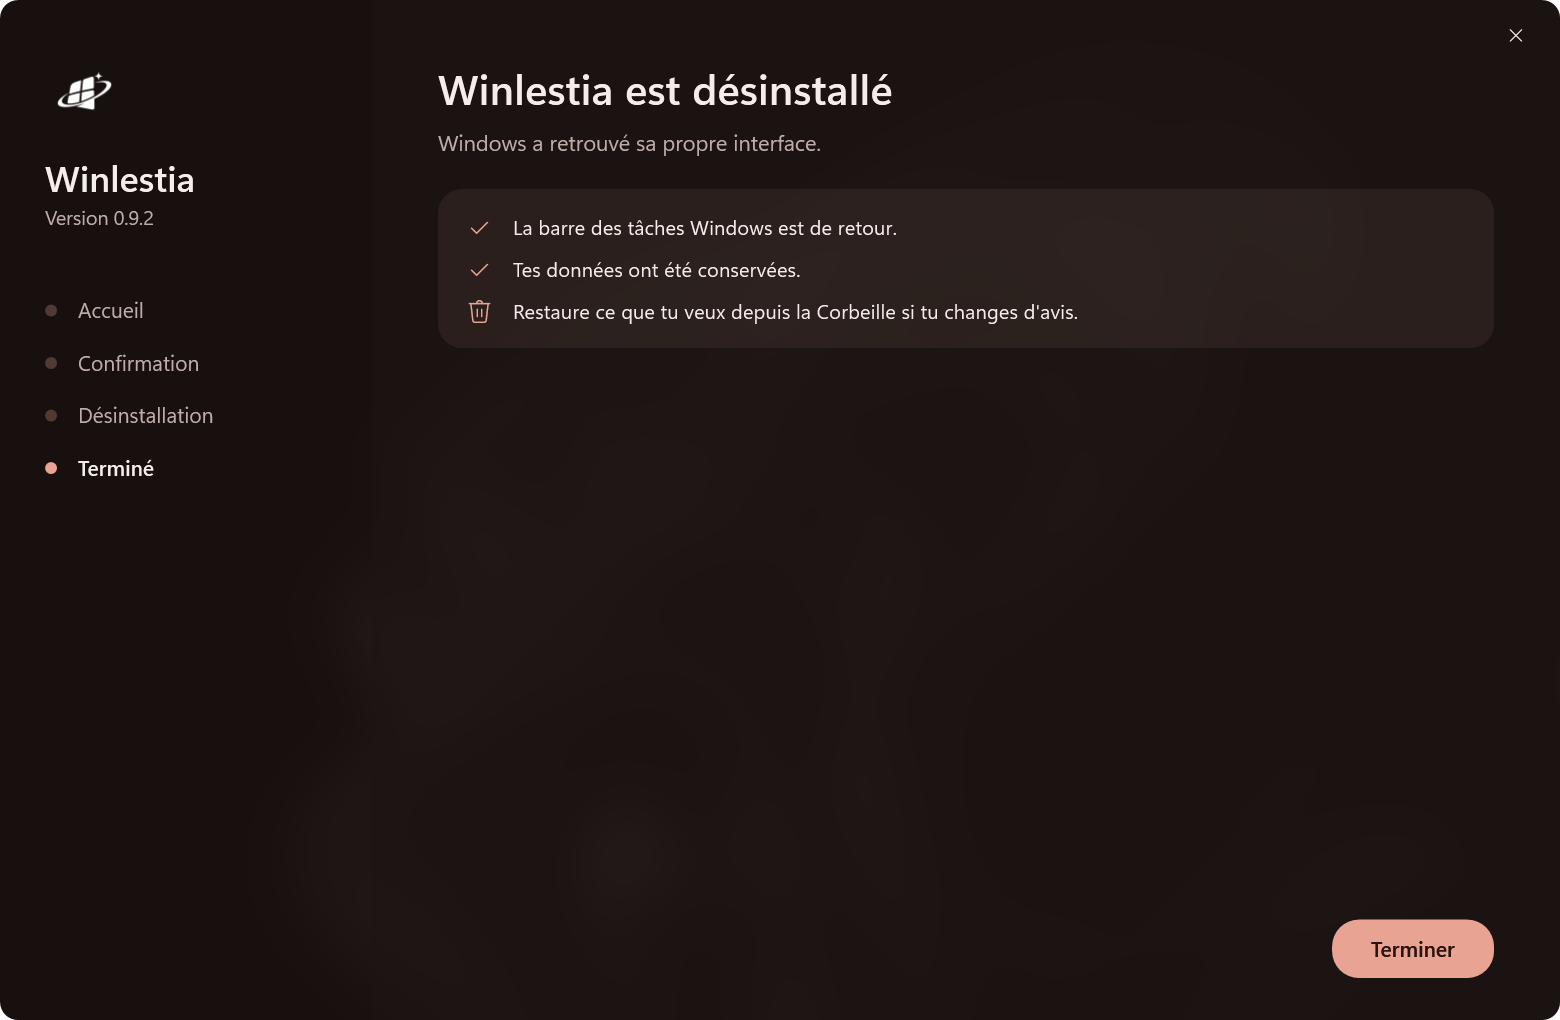 Winlestia
Version 0.9.2
Accueil
Confirmation
Désinstallation
Terminé
Winlestia est désinstallé
Windows a retrouvé sa propre interface.
La barre des tâches Windows est de retour.
Tes données ont été conservées.
Restaure ce que tu veux depuis la Corbeille si tu changes d'avis.
Terminer